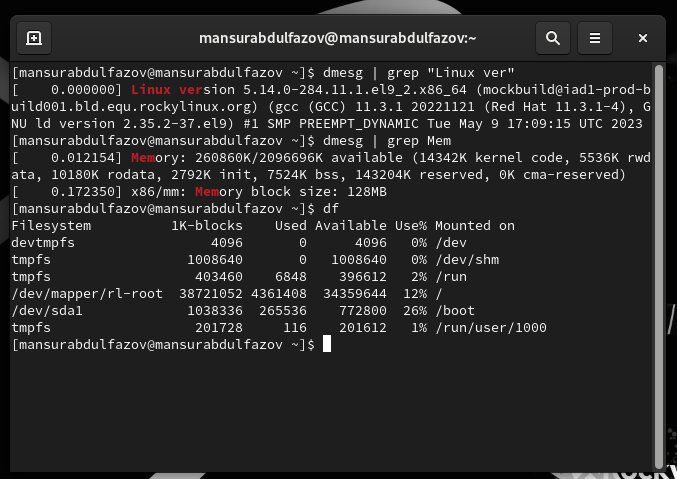 mansurabdulfazov@mansurabdulfazov:~
[mansurabdulfazov@mansurabdulfazov ~]$ dmesg | grep "Linux ver"
[    0.000000] Linux version 5.14.0-284.11.1.el9_2.x86_64 (mockbuild@iad1-prod-b
uild001.bld.equ.rockylinux.org) (gcc (GCC) 11.3.1 20221121 (Red Hat 11.3.1-4), G
NU ld version 2.35.2-37.el9) #1 SMP PREEMPT_DYNAMIC Tue May 9 17:09:15 UTC 2023
[mansurabdulfazov@mansurabdulfazov ~]$ dmesg | grep Mem
[    0.012154] Memory: 260860K/2096696K available (14342K kernel code, 5536K rwd
ata, 10180K rodata, 2792K init, 7524K bss, 143204K reserved, 0K cma-reserved)
[    0.172350] x86/mm: Memory block size: 128MB
[mansurabdulfazov@mansurabdulfazov ~]$ df
Filesystem          1K-blocks    Used Available Use% Mounted on
devtmpfs                 4096       0      4096   0% /dev
tmpfs                 1008640       0   1008640   0% /dev/shm
tmpfs                  403460    6848    396612   2% /run
/dev/mapper/rl-root  38721052 4361408  34359644  12% /
/dev/sda1             1038336  265536    772800  26% /boot
tmpfs                  201728     116    201612   1% /run/user/1000
[mansurabdulfazov@mansurabdulfazov ~]$